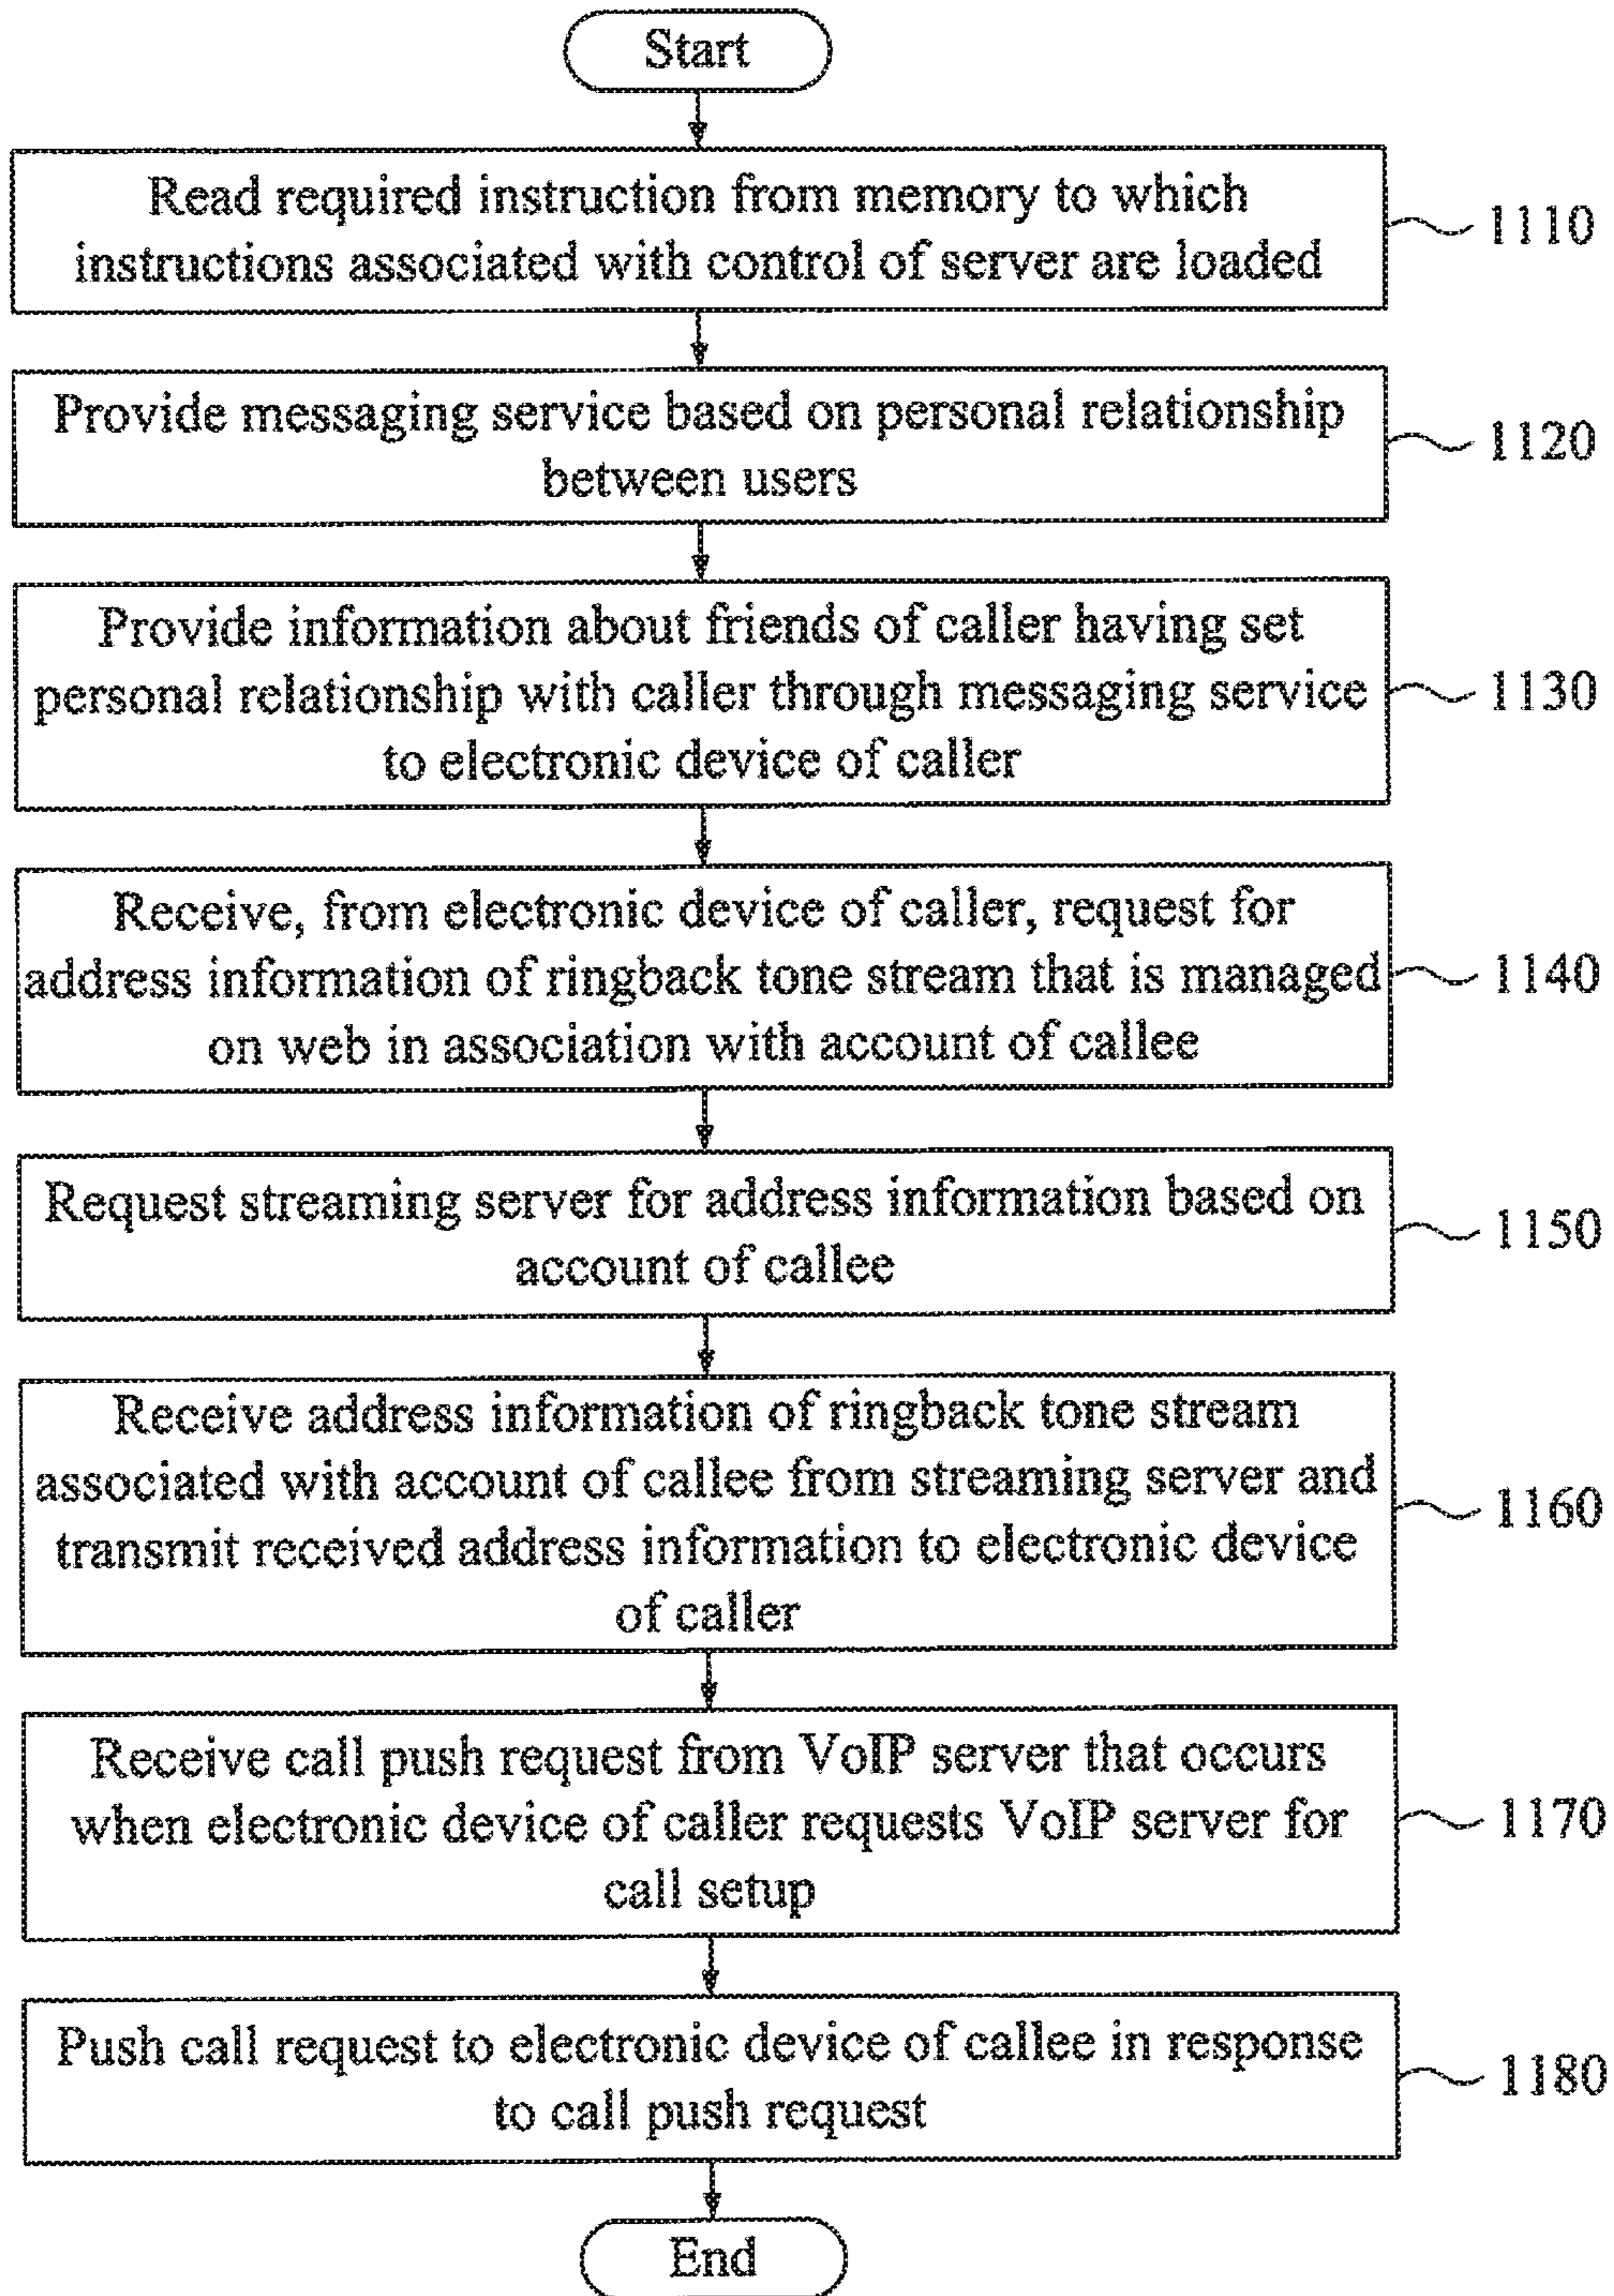 Start
Read required instruction from memory to which
instructions associated with control of server are loaded
1110
Provide messaging service based on personal relationship
between users
1120
Provide information about friends of caller having set
personal relationship with caller through messaging service
to electronic device of caller
1130
Receive, from electronic device of caller, request for
address information of ringback tone stream that is managed
on web in association with account of callee
1140
Request streaming server for address information based on
account of callee
1150
Receive address information of ringback tone stream
associated with account of callee from streaming server and
transmit received address information to electronic device
of caller
1160
Receive call push request from VoIP server that occurs
when electronic device of caller requests VoIP server for
call setup
1170
Push call request to electronic device of callee in response
to call push request
1180
End